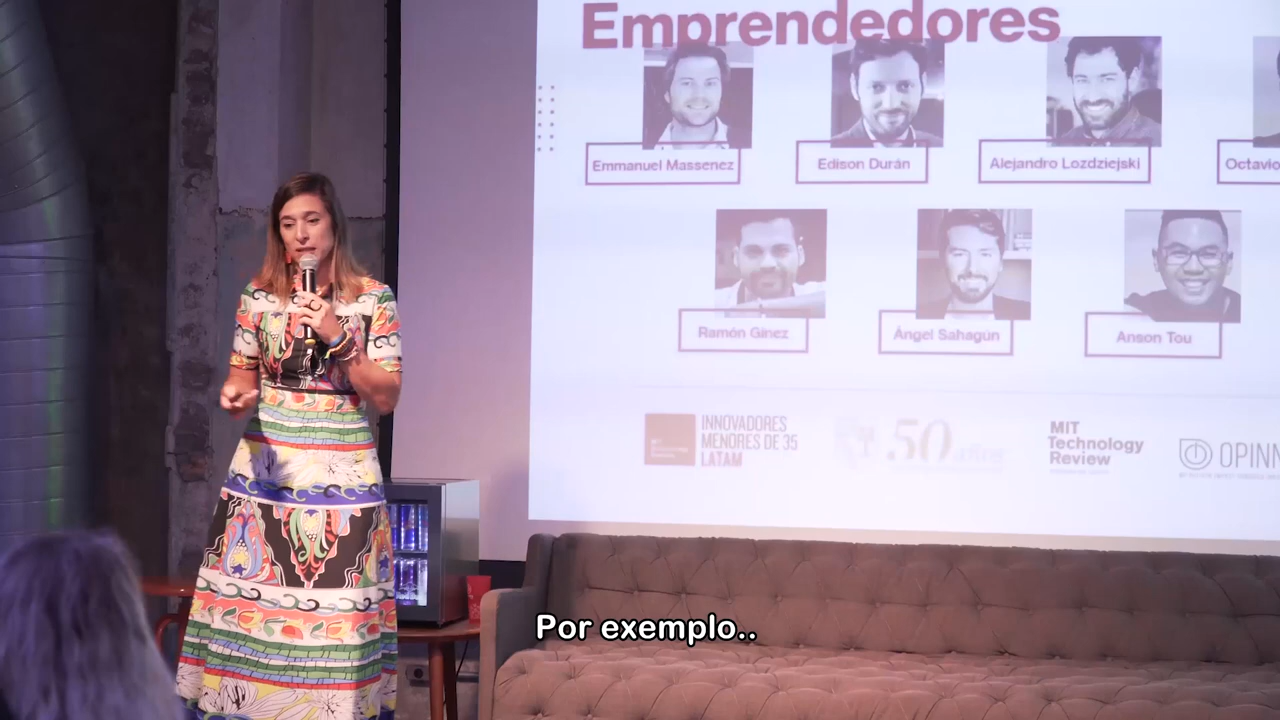 Emprendedores
Emmanuel Massenez
Edison Durán
Alejandro Lozdziejski
Octavio
Ramón Ginez
Ángel Sahagún
Anson Tou
INNOVADORES
MENORES DE 35
LATAM
50
MIT
Technology
Review
OPINN
Por exemplo..